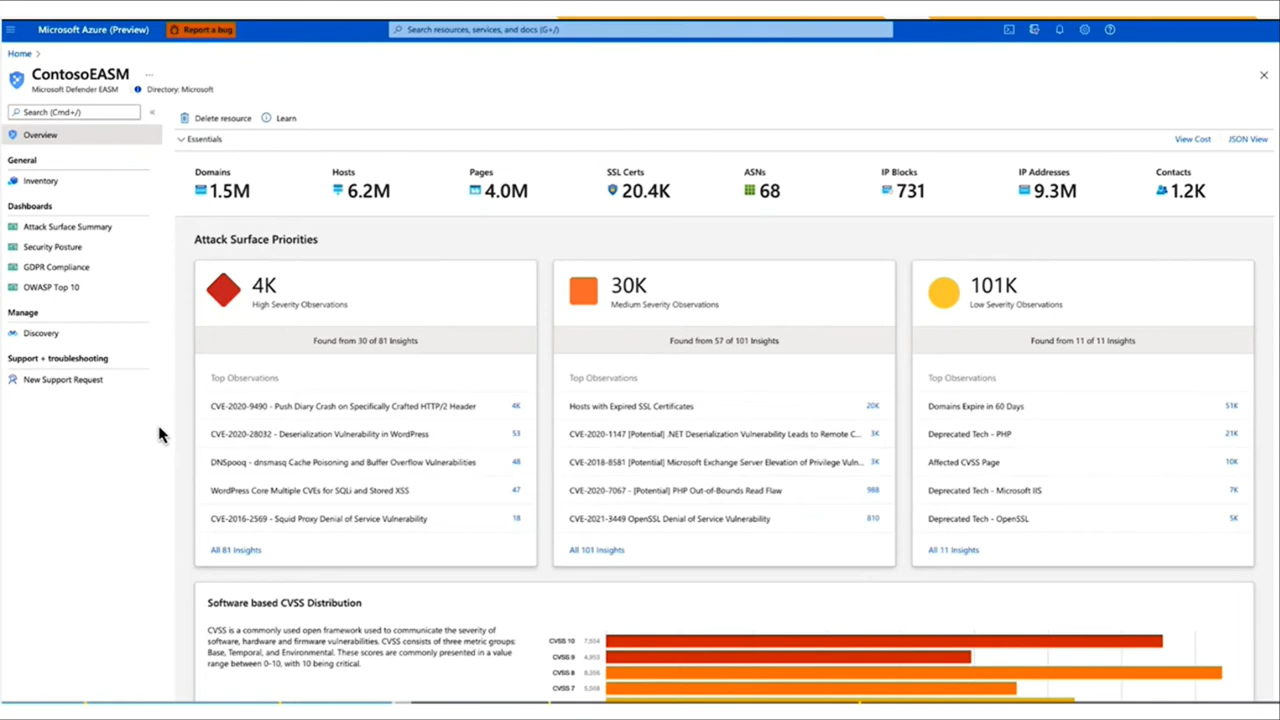 Microsoft Azure (Preview)
Report a bug
Search resources, services, and docs (G+/)
Home >
ContosoEASM ...
Microsoft Defender EASM
Directory: Microsoft
Search (Cmd+/)
«
Overview
General
Inventory
Dashboards
Attack Surface Summary
Security Posture
GDPR Compliance
OWASP Top 10
Manage
Discovery
Support + troubleshooting
New Support Request
Delete resource
Learn
Essentials
View Cost
JSON View
Domains
1.5M
Hosts
6.2M
Pages
4.0M
SSL Certs
20.4K
ASNs
68
IP Blocks
731
IP Addresses
9.3M
Contacts
1.2K
Attack Surface Priorities
4K
High Severity Observations
Found from 30 of 81 Insights
Top Observations
CVE-2020-9490 - Push Diary Crash on Specifically Crafted HTTP/2 Header 4K
CVE-2020-28032 - Deserialization Vulnerability in WordPress 53
DNSpooq - dnsmasq Cache Poisoning and Buffer Overflow Vulnerabilities 48
WordPress Core Multiple CVEs for SQLi and Stored XSS 47
CVE-2016-2569 - Squid Proxy Denial of Service Vulnerability 18
All 81 Insights
30K
Medium Severity Observations
Found from 57 of 101 Insights
Top Observations
Hosts with Expired SSL Certificates 20K
CVE-2020-1147 [Potential] .NET Deserialization Vulnerability Leads to Remote C... 3K
CVE-2018-8581 [Potential] Microsoft Exchange Server Elevation of Privilege Vuln... 3K
CVE-2020-7067 - [Potential] PHP Out-of-Bounds Read Flaw 988
CVE-2021-3449 OpenSSL Denial of Service Vulnerability 810
All 101 Insights
101K
Low Severity Observations
Found from 11 of 11 Insights
Top Observations
Domains Expire in 60 Days 51K
Deprecated Tech - PHP 21K
Affected CVSS Page 10K
Deprecated Tech - Microsoft IIS 7K
Deprecated Tech - OpenSSL 5K
All 11 Insights
Software based CVSS Distribution
CVSS is a commonly used open framework used to communicate the severity of
software, hardware and firmware vulnerabilities. CVSS consists of three metric groups:
Base, Temporal, and Environmental. These scores are commonly presented in a value
range between 0-10, with 10 being critical.
CVSS 10 7,554
CVSS 9 4,953
CVSS 8 8,356
CVSS 7 5,568